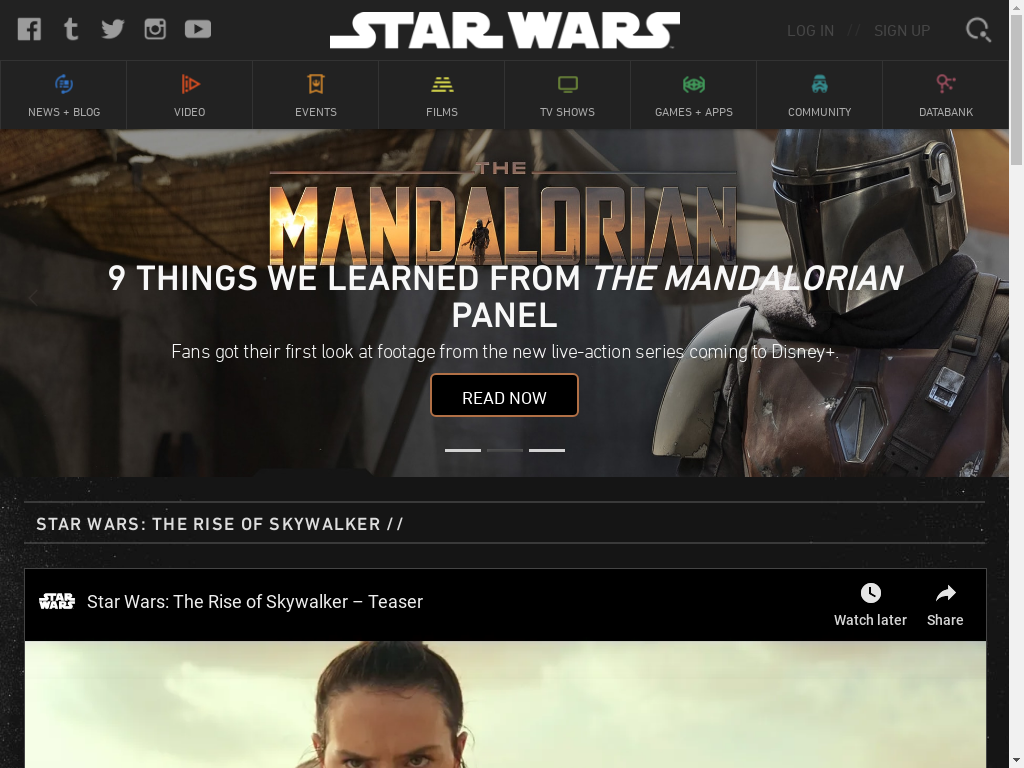 STAR WARS
LOG IN // SIGN UP
NEWS + BLOG
VIDEO
EVENTS
FILMS
TV SHOWS
GAMES + APPS
COMMUNITY
DATABANK
THE
MANDALORIAN
9 THINGS WE LEARNED FROM THE MANDALORIAN
PANEL
Fans got their first look at footage from the new live-action series coming to Disney+.
READ NOW
STAR WARS: THE RISE OF SKYWALKER //
STAR WARS
Star Wars: The Rise of Skywalker – Teaser
Watch later
Share